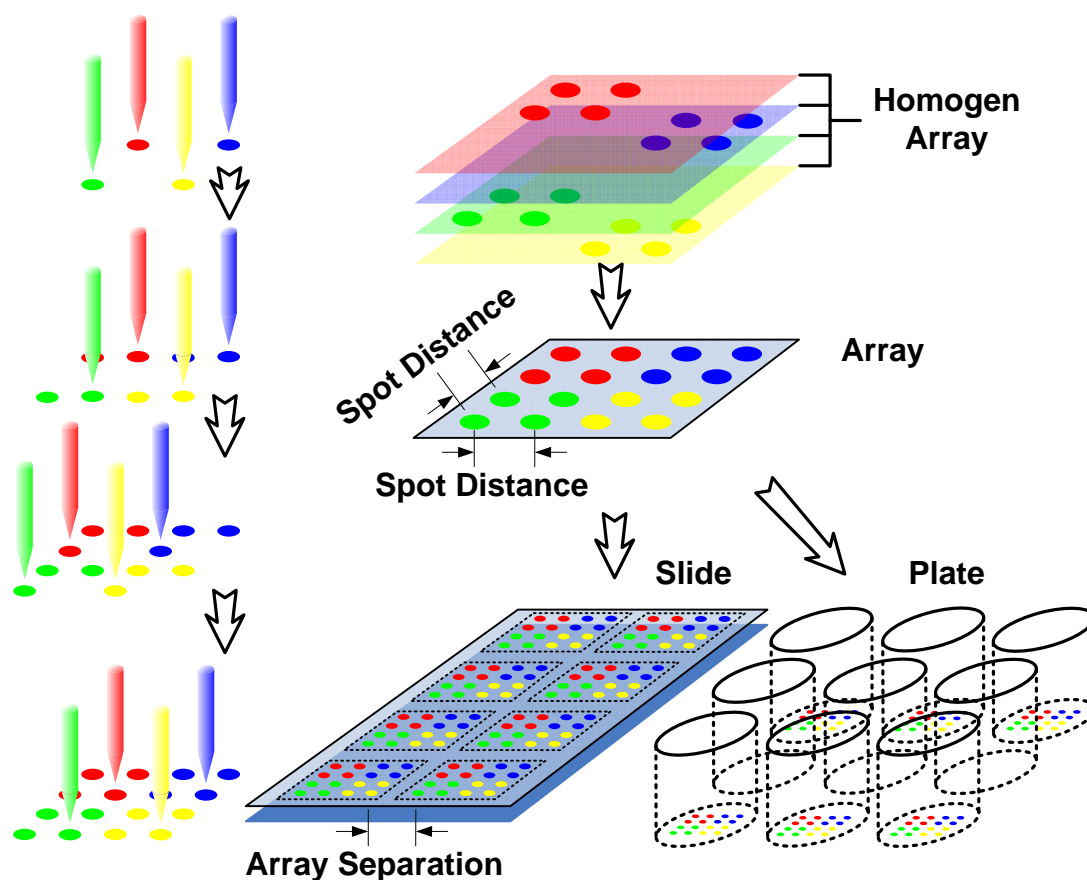 Homogen
Array
Spot Distance
Array
Spot Distance
Slide
Plate
Array Separation